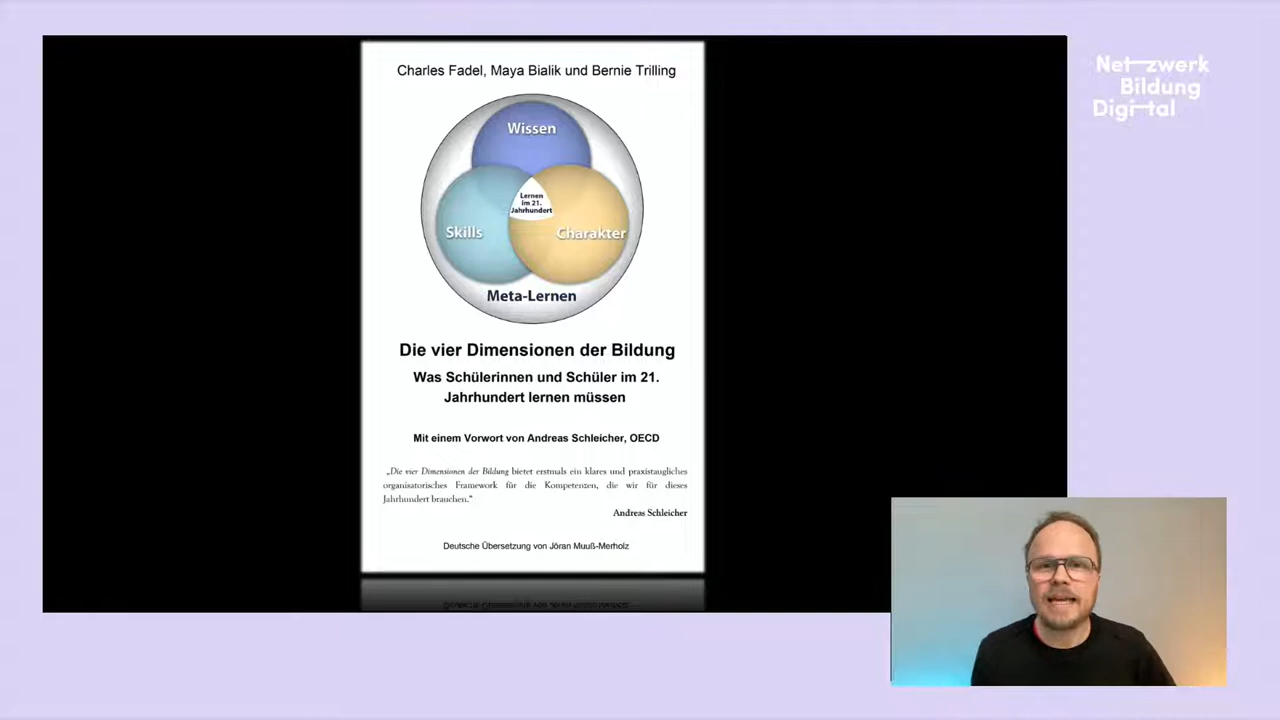 Charles Fadel, Maya Bialik und Bernie Trilling
Wissen
Lernen
im 21.
Jahrhundert
Skills
Charakter
Meta-Lernen
Die vier Dimensionen der Bildung
Was Schülerinnen und Schüler im 21.
Jahrhundert lernen müssen
Mit einem Vorwort von Andreas Schleicher, OECD
„Die vier Dimensionen der Bildung bietet erstmals ein klares und praxistaugliches
organisatorisches Framework für die Kompetenzen, die wir für dieses
Jahrhundert brauchen.“
Andreas Schleicher
Deutsche Übersetzung von Jöran Muuß-Merholz
Netzwerk
Bildung
Digital